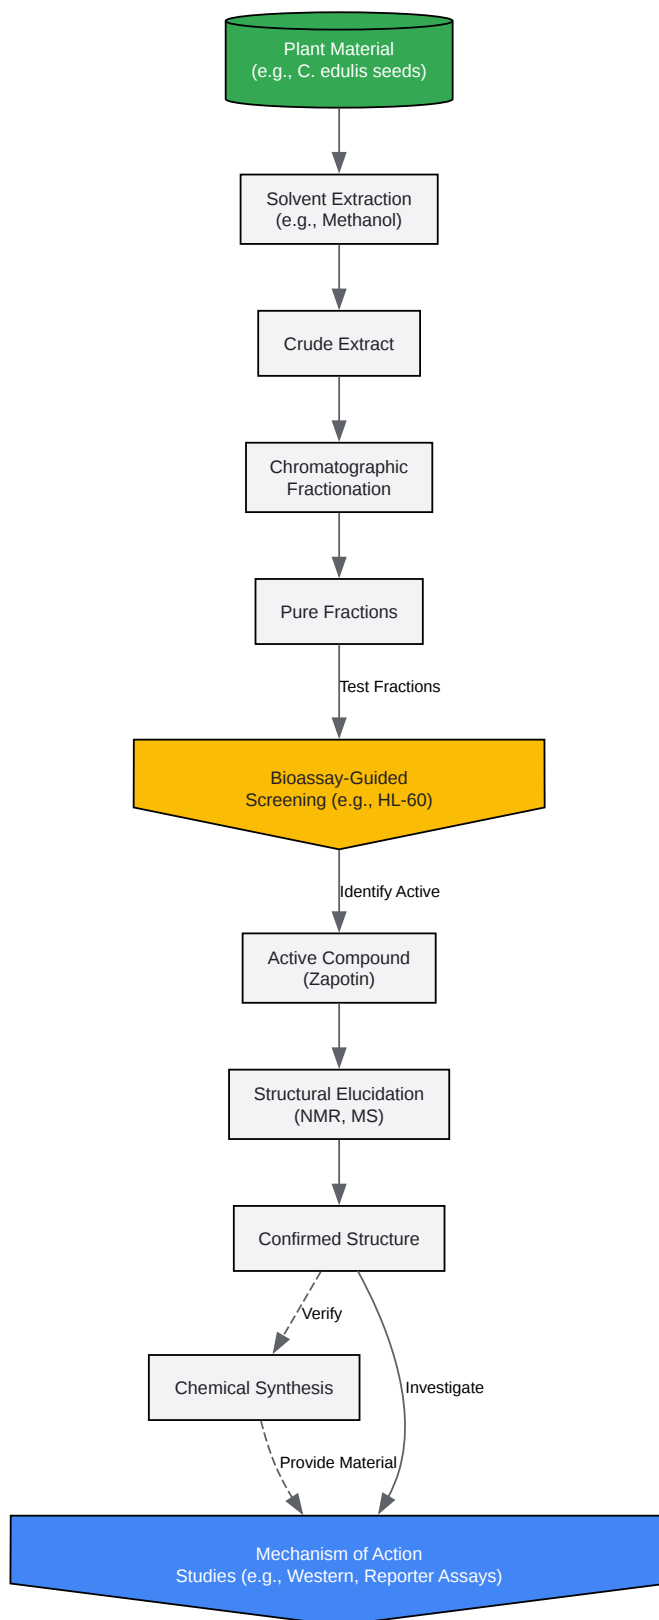 Plant Material
(e.g., C. edulis seeds)
Solvent Extraction
(e.g., Methanol)
Crude Extract
Chromatographic
Fractionation
Pure Fractions
Test Fractions
Bioassay-Guided
Screening (e.g., HL-60)
Identify Active
Active Compound
(Zapotin)
Structural Elucidation
(NMR, MS)
Confirmed Structure
Verify
Chemical Synthesis
Investigate
Provide Material
Mechanism of Action
Studies (e.g., Western, Reporter Assays)